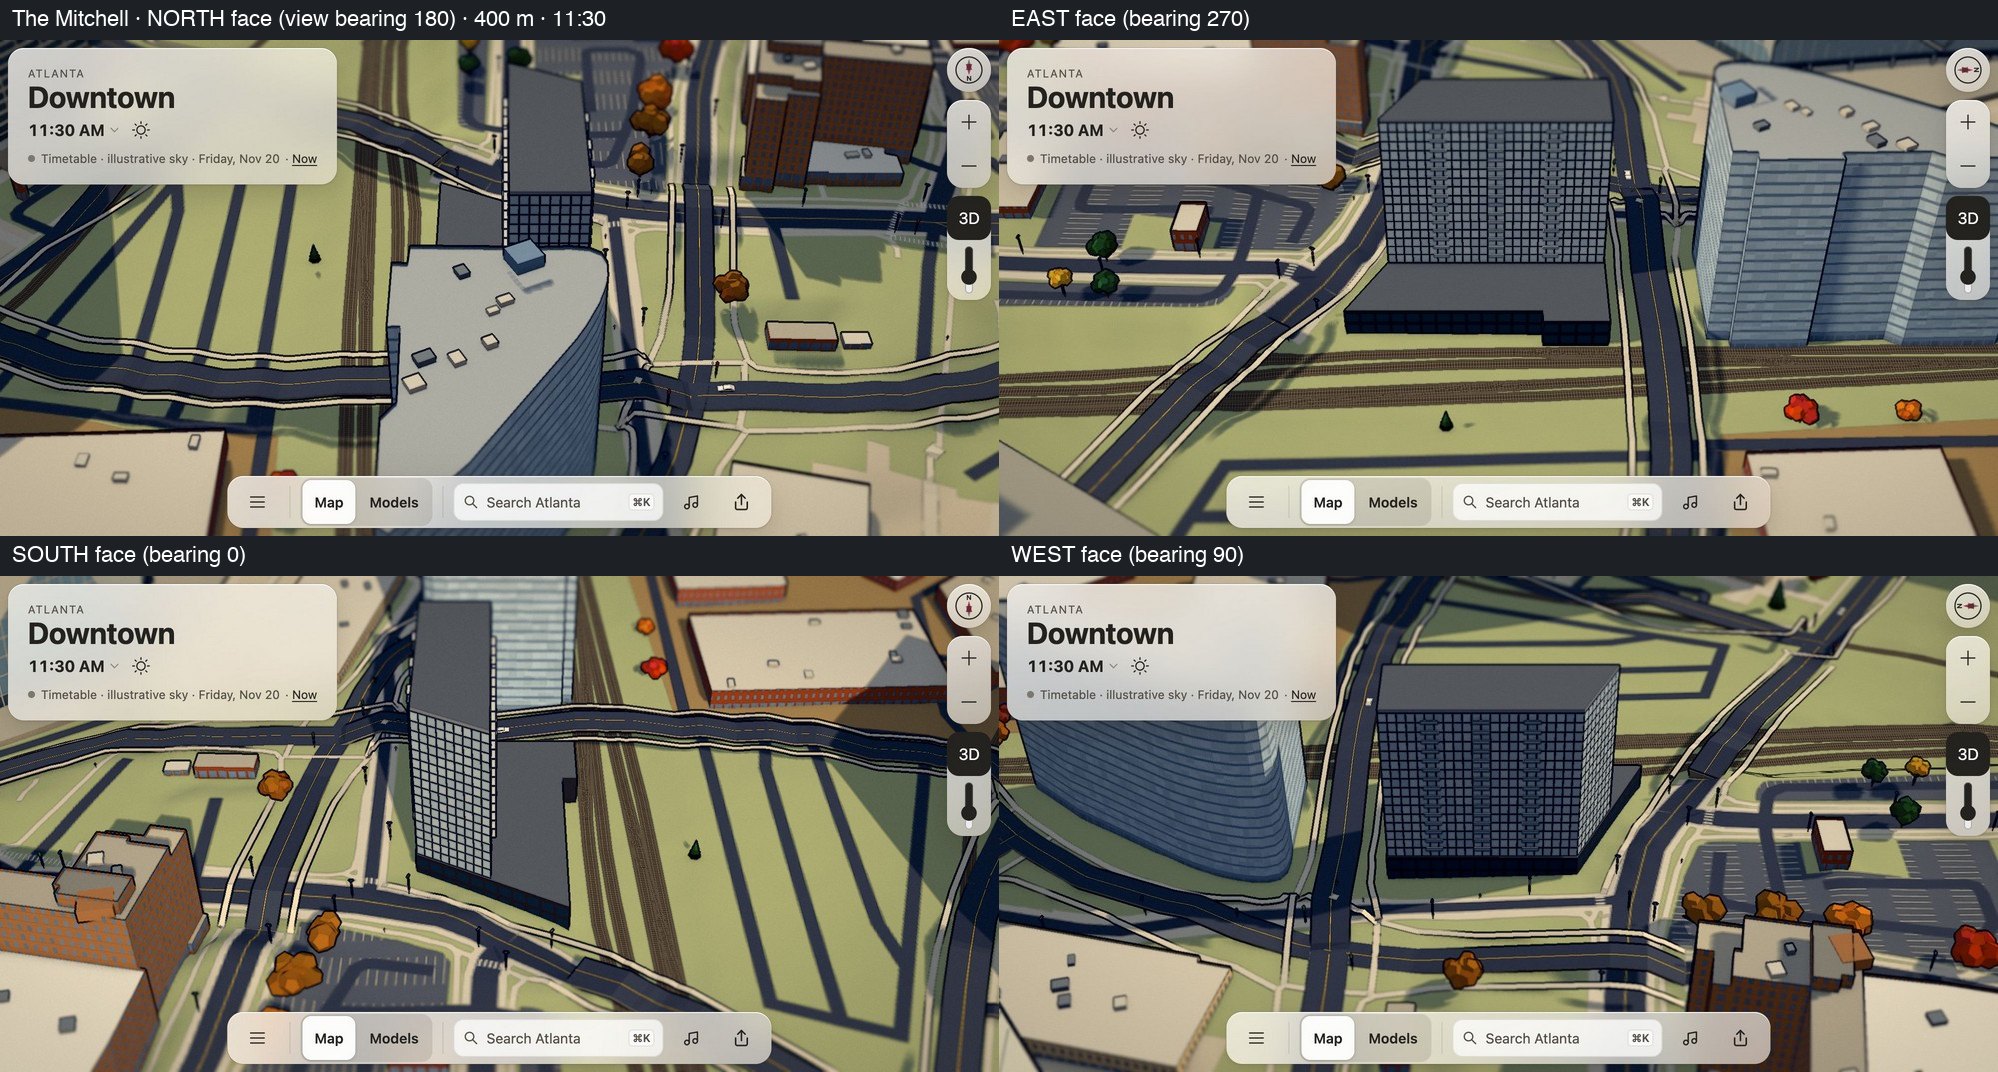 The Mitchell · NORTH face (view bearing 180) · 400 m · 11:30
ATLANTA
Downtown
11:30 AM
Timetable · illustrative sky · Friday, Nov 20 · Now
N
+
−
3D
Map
Models
Search Atlanta
⌘K
EAST face (bearing 270)
ATLANTA
Downtown
11:30 AM
Timetable · illustrative sky · Friday, Nov 20 · Now
N
+
−
3D
Map
Models
Search Atlanta
⌘K
SOUTH face (bearing 0)
ATLANTA
Downtown
11:30 AM
Timetable · illustrative sky · Friday, Nov 20 · Now
N
+
−
3D
Map
Models
Search Atlanta
⌘K
WEST face (bearing 90)
ATLANTA
Downtown
11:30 AM
Timetable · illustrative sky · Friday, Nov 20 · Now
N
+
−
3D
Map
Models
Search Atlanta
⌘K